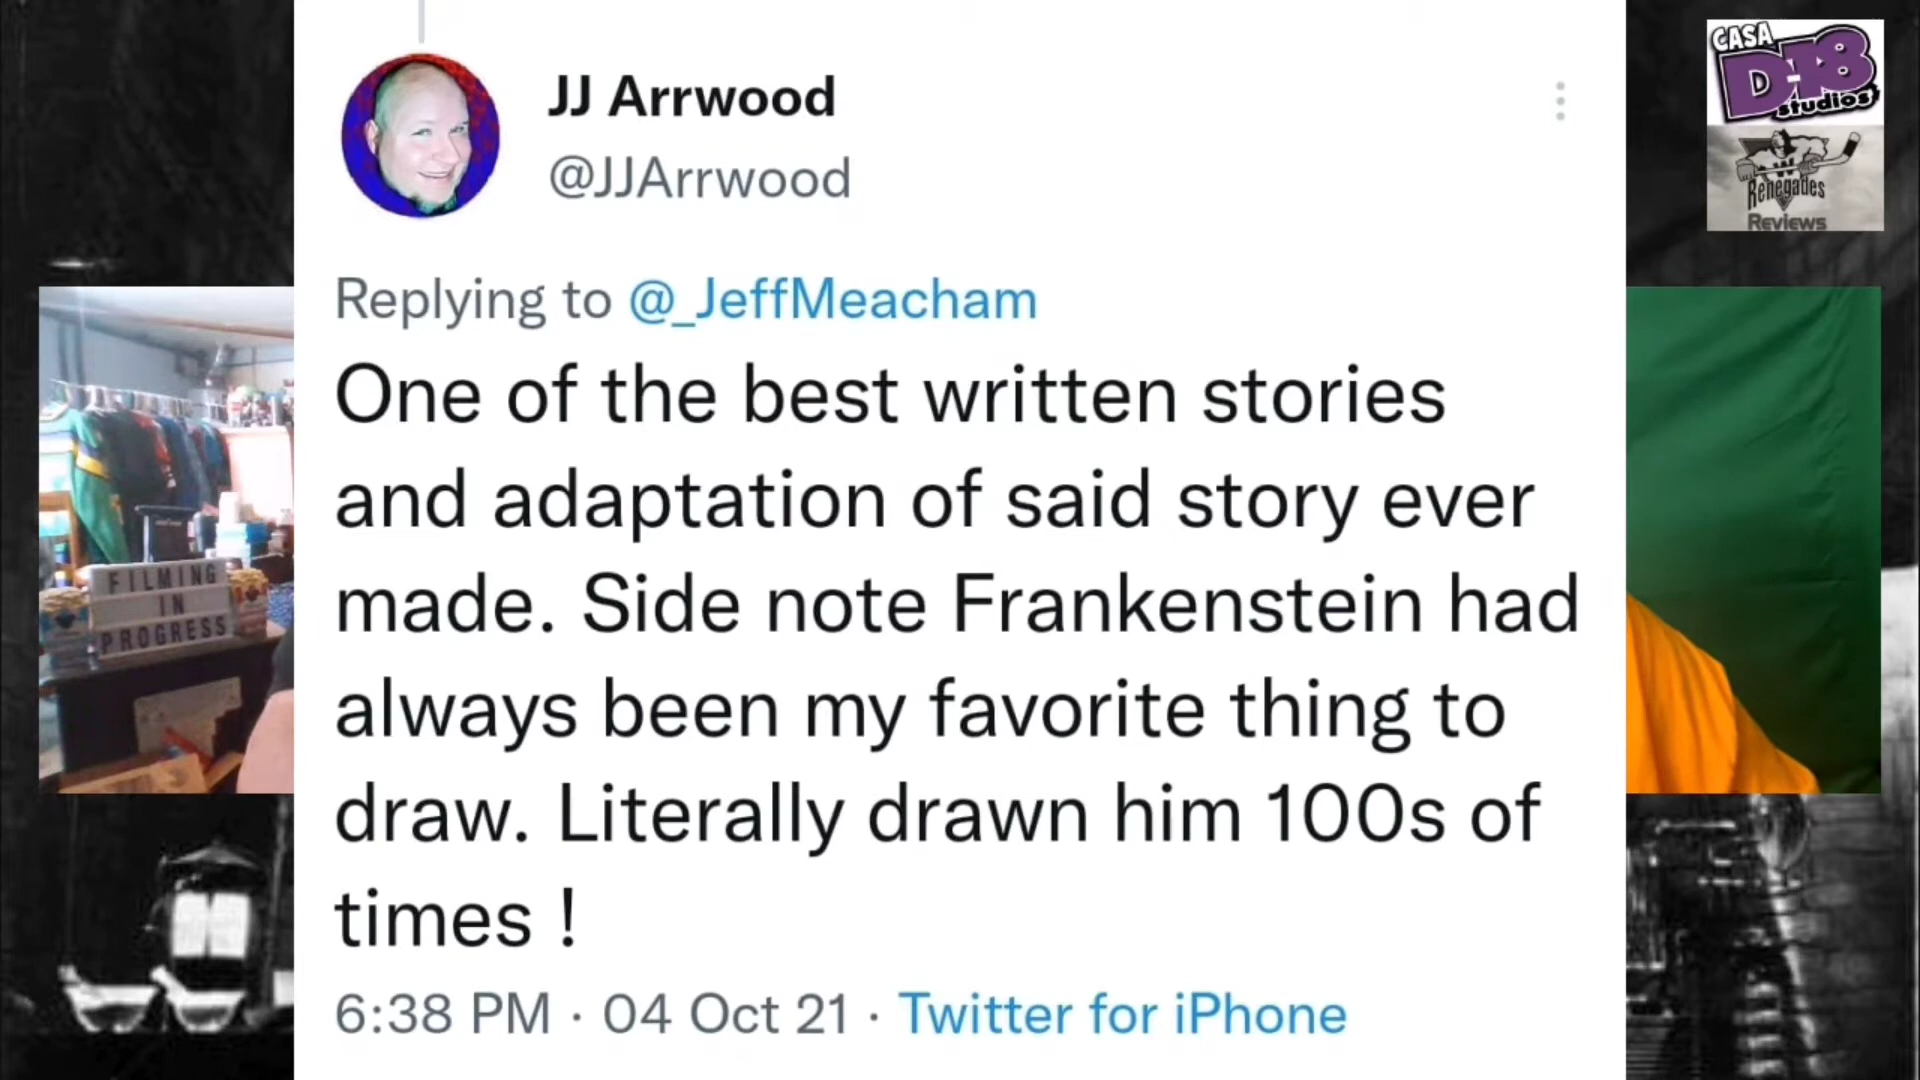 JJ Arrwood
@JJArrwood
Replying to @_JeffMeacham
One of the best written stories
and adaptation of said story ever
made. Side note Frankenstein had
always been my favorite thing to
draw. Literally drawn him 100s of
times !
6:38 PM · 04 Oct 21 · Twitter for iPhone
CASA
D-18
studios
W
Renegades
Reviews
FILMING
IN
PROGRESS